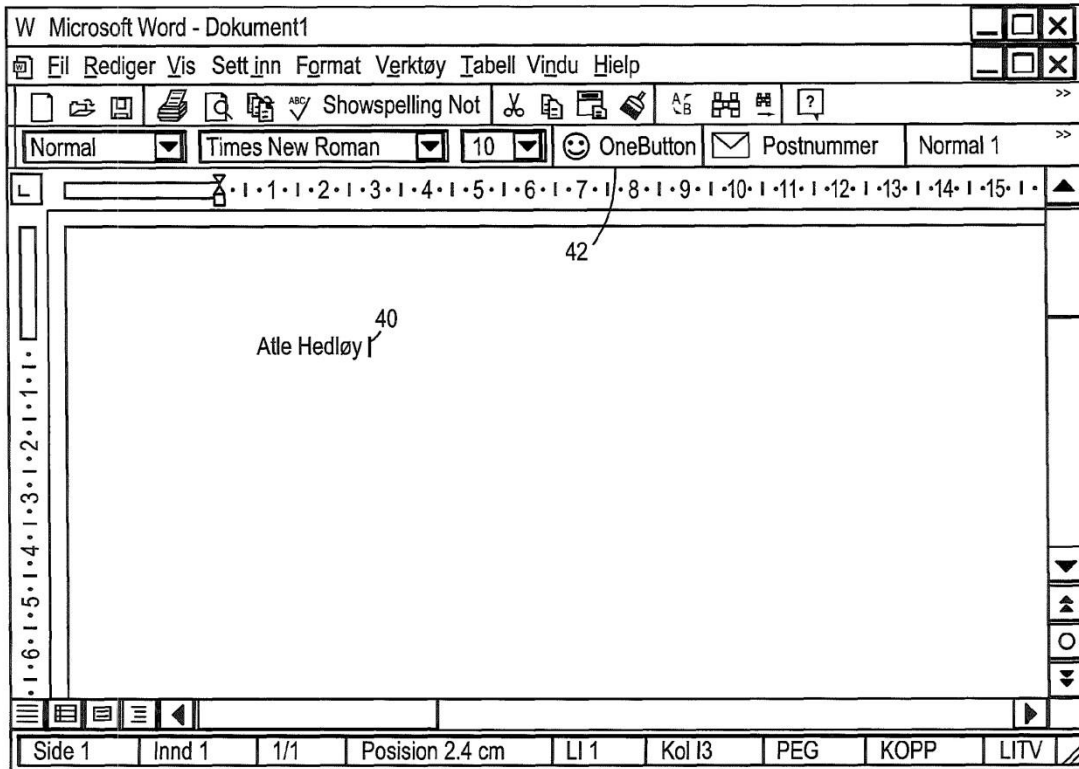 W Microsoft Word - Dokument1
Fil Rediger Vis Sett inn Format Verktøy Tabell Vindu Hielp
ABC Showspelling Not A B ? >>
Normal Times New Roman 10 OneButton Postnummer Normal 1 >>
L 1 2 3 4 5 6 7 8 9 10 11 12 13 14 15
42
40
Atle Hedløy
1 2 3 4 5 6
Side 1 Innd 1 1/1 Posision 2.4 cm LI 1 Kol I3 PEG KOPP LITV